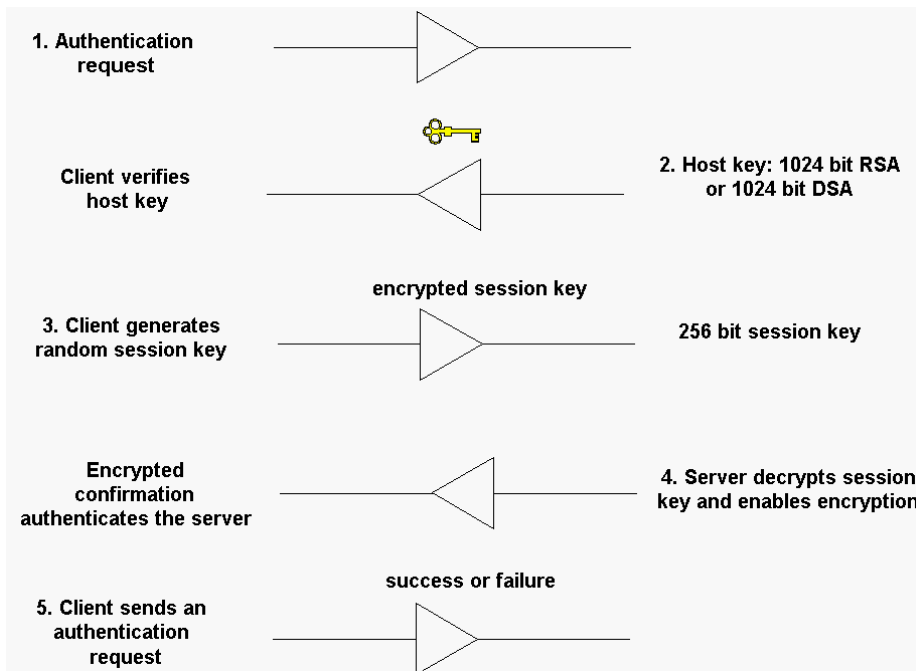 1. Authentication
request
Client verifies
host key
2. Host key: 1024 bit RSA
or 1024 bit DSA
encrypted session key
3. Client generates
random session key
256 bit session key
Encrypted
confirmation
authenticates the server
4. Server decrypts session
key and enables encryption
success or failure
5. Client sends an
authentication
request